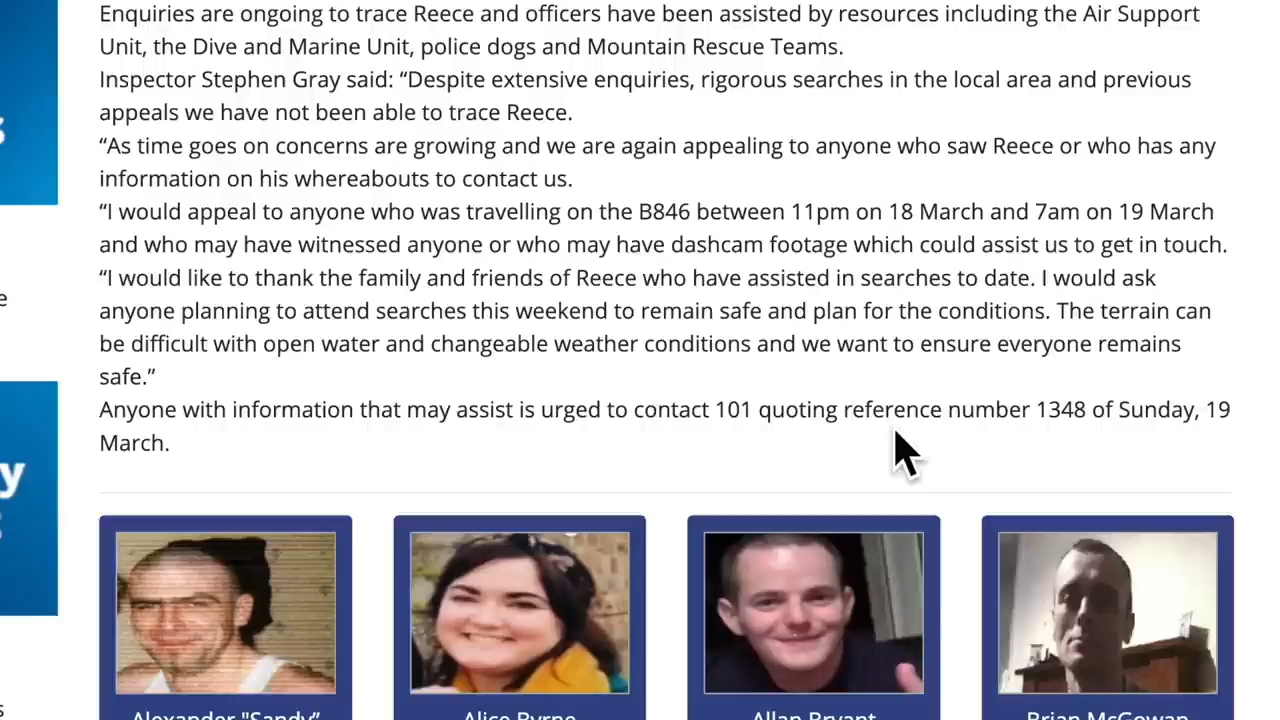 Enquiries are ongoing to trace Reece and officers have been assisted by resources including the Air Support
Unit, the Dive and Marine Unit, police dogs and Mountain Rescue Teams.
Inspector Stephen Gray said: “Despite extensive enquiries, rigorous searches in the local area and previous
appeals we have not been able to trace Reece.
“As time goes on concerns are growing and we are again appealing to anyone who saw Reece or who has any
information on his whereabouts to contact us.
“I would appeal to anyone who was travelling on the B846 between 11pm on 18 March and 7am on 19 March
and who may have witnessed anyone or who may have dashcam footage which could assist us to get in touch.
“I would like to thank the family and friends of Reece who have assisted in searches to date. I would ask
anyone planning to attend searches this weekend to remain safe and plan for the conditions. The terrain can
be difficult with open water and changeable weather conditions and we want to ensure everyone remains
safe.”
Anyone with information that may assist is urged to contact 101 quoting reference number 1348 of Sunday, 19
March.
Alexander "Sandy"
Alice Byrne
Allan Bryant
Brian McGowan